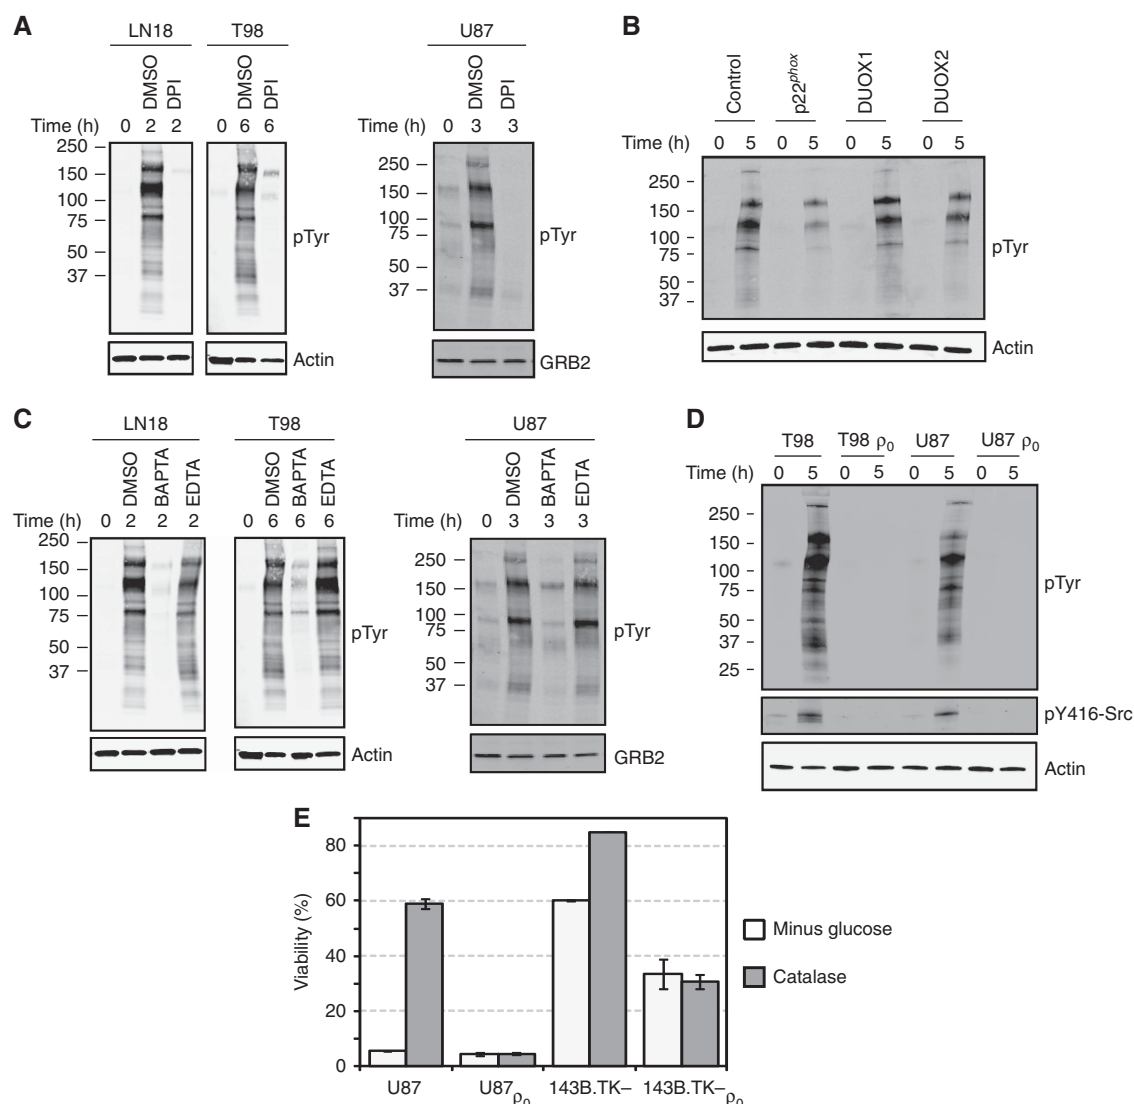 A
LN18 T98 U87
DMSO DPI DMSO DPI DMSO DPI
Time (h) 0 2 2 0 6 6 Time (h) 0 3 3
250
150
100
75
50
37
pTyr
Actin
250
150
100
75
50
37
pTyr
GRB2
B
Control p22phox DUOX1 DUOX2
Time (h) 0 5 0 5 0 5 0 5
250
150
100
75
50
37
pTyr
Actin
C
LN18 T98 U87
DMSO BAPTA EDTA DMSO BAPTA EDTA DMSO BAPTA EDTA
Time (h) 0 2 2 2 0 6 6 6 Time (h) 0 3 3 3
250
150
100
75
50
37
pTyr
Actin
250
150
100
75
50
37
pTyr
GRB2
D
T98 T98 ρ0 U87 U87 ρ0
Time (h) 0 5 0 5 0 5 0 5
250
150
100
75
50
37
25
pTyr
pY416-Src
Actin
E
Viability (%)
80
60
40
20
0
U87 U87ρ0 143B.TK– 143B.TK–ρ0
Minus glucose
Catalase